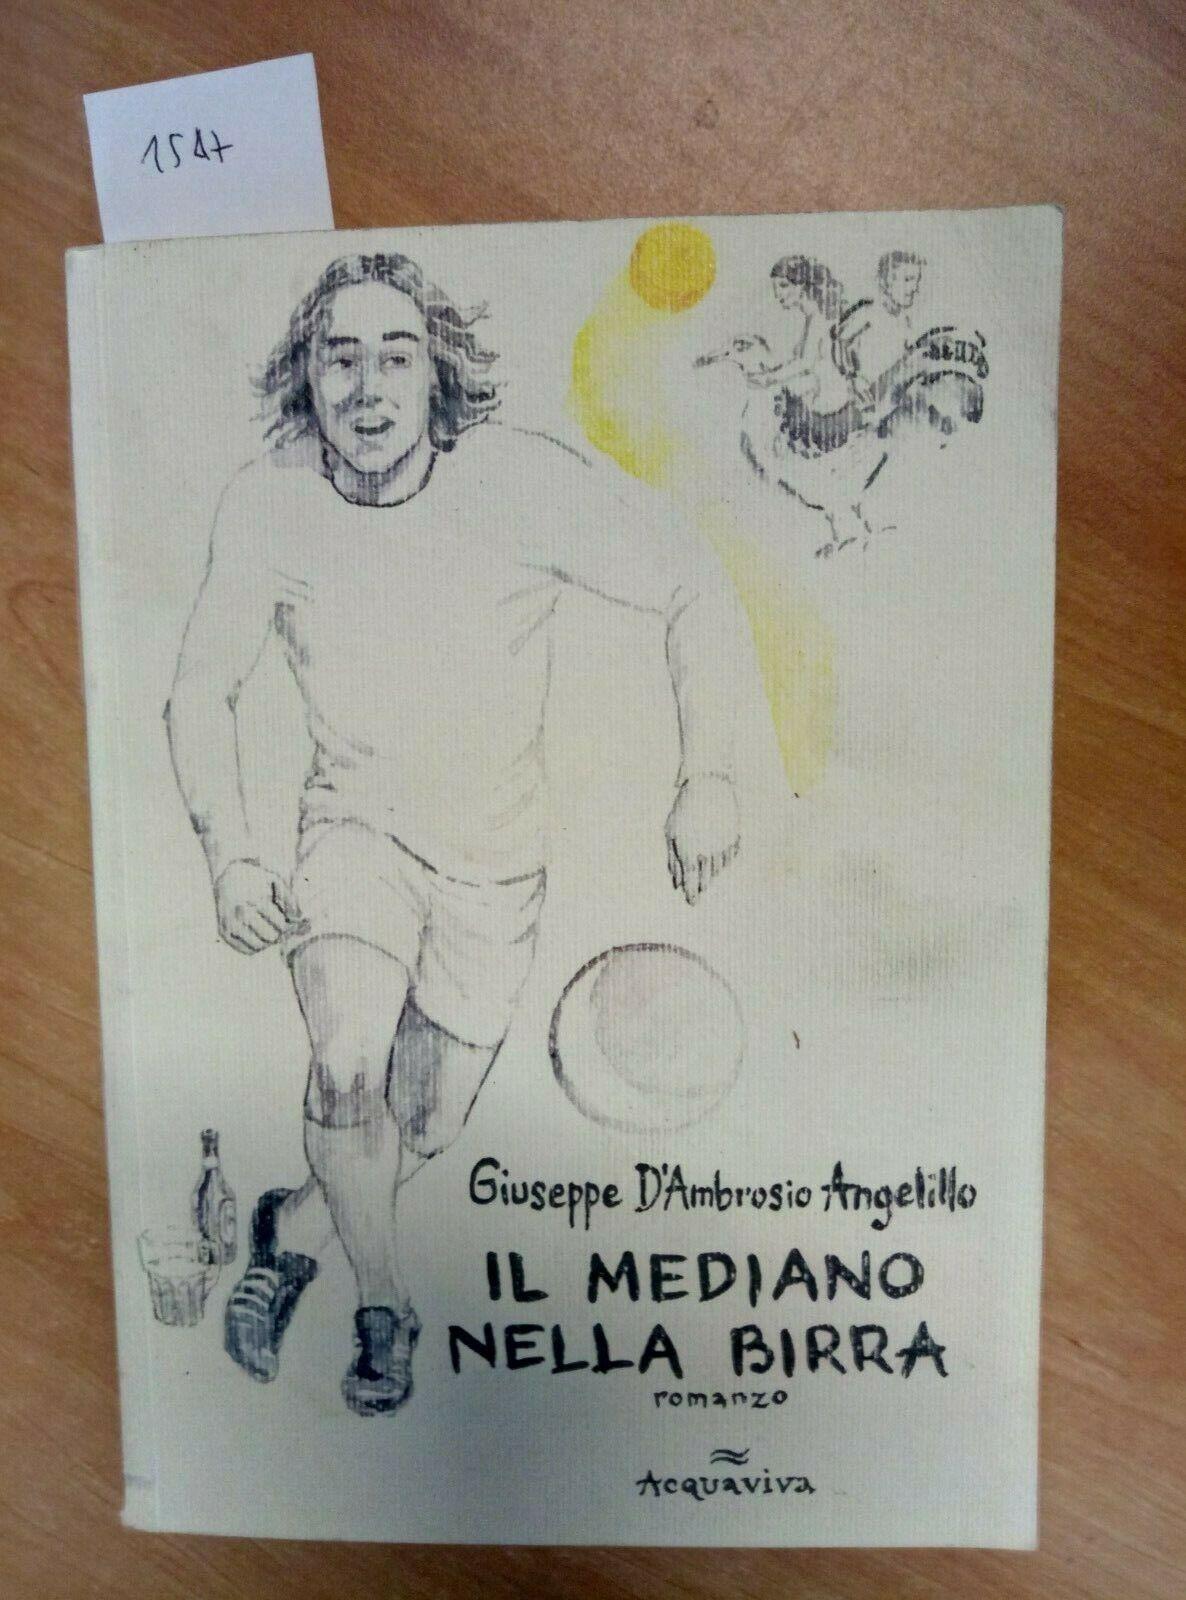 1547
Giuseppe D'Ambrosio Angelillo
IL MEDIANO
NELLA BIRRA
romanzo
Acquaviva